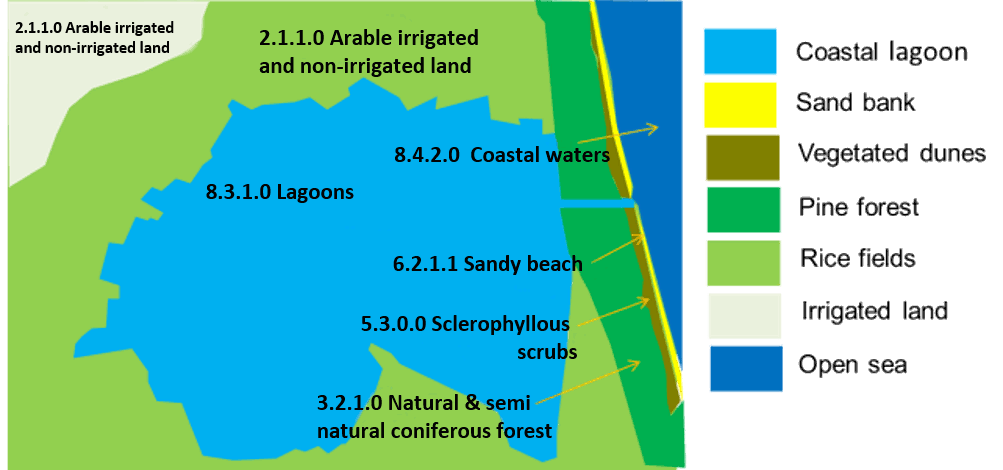 2.1.1.0 Arable irrigated
and non-irrigated land
2.1.1.0 Arable irrigated
and non-irrigated land
8.4.2.0 Coastal waters
8.3.1.0 Lagoons
6.2.1.1 Sandy beach
5.3.0.0 Sclerophyllous
scrubs
3.2.1.0 Natural & semi
natural coniferous forest
Coastal lagoon
Sand bank
Vegetated dunes
Pine forest
Rice fields
Irrigated land
Open sea